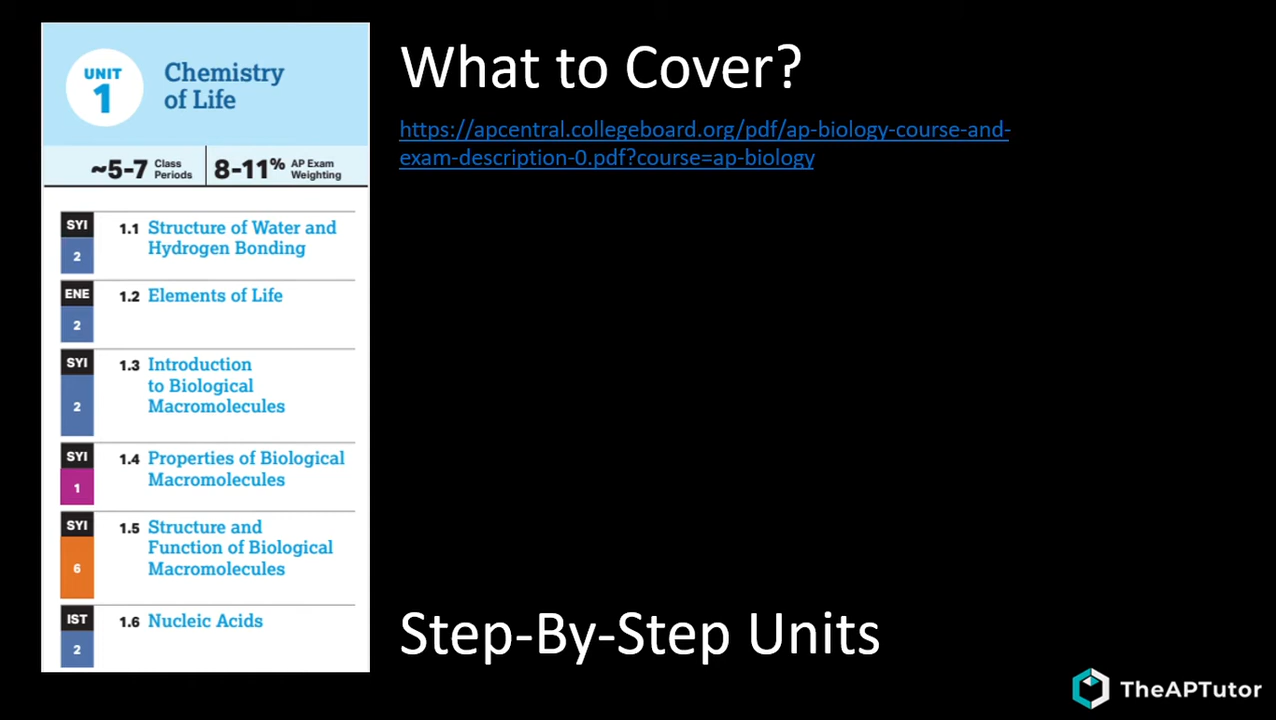 UNIT
1
Chemistry
of Life
~5-7 Class Periods
8-11% AP Exam Weighting
SYI
2
1.1 Structure of Water and
Hydrogen Bonding
ENE
2
1.2 Elements of Life
SYI
2
1.3 Introduction
to Biological
Macromolecules
SYI
1
1.4 Properties of Biological
Macromolecules
SYI
6
1.5 Structure and
Function of Biological
Macromolecules
IST
2
1.6 Nucleic Acids
What to Cover?
https://apcentral.collegeboard.org/pdf/ap-biology-course-and-
exam-description-0.pdf?course=ap-biology
Step-By-Step Units
TheAPTutor